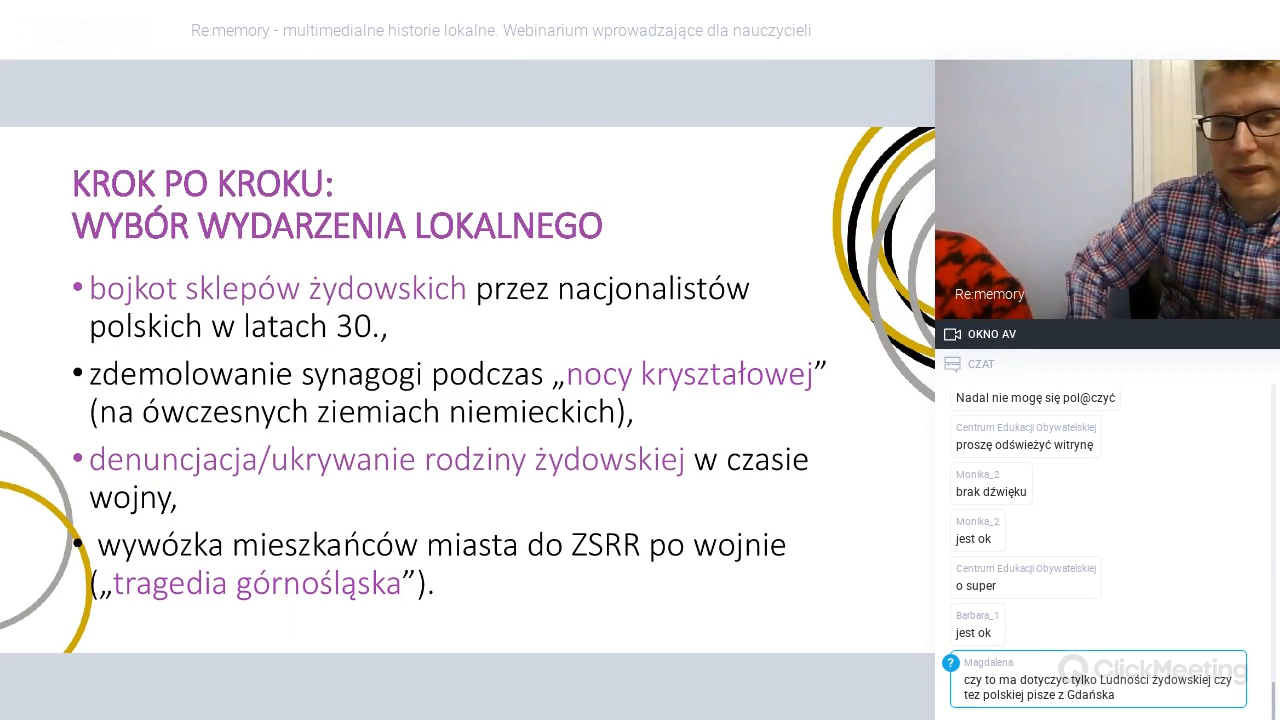 Re:memory - multimedialne historie lokalne. Webinarium wprowadzające dla nauczycieli
KROK PO KROKU:
WYBÓR WYDARZENIA LOKALNEGO
• bojkot sklepów żydowskich przez nacjonalistów
polskich w latach 30.,
• zdemolowanie synagogi podczas „nocy kryształowej”
(na ówczesnych ziemiach niemieckich),
• denuncjacja/ukrywanie rodziny żydowskiej w czasie
wojny,
• wywózka mieszkańców miasta do ZSRR po wojnie
(„tragedia górnośląska”).
Re:memory
OKNO AV
CZAT
Nadal nie mogę się pol@czyć
Centrum Edukacji Obywatelskiej
proszę odświeżyć witrynę
Monika_2
brak dźwięku
Monika_2
jest ok
Centrum Edukacji Obywatelskiej
o super
Barbara_1
jest ok
? Magdalena
czy to ma dotyczyc tylko Ludności żydowskiej czy
tez polskiej pisze z Gdańska
ClickMeeting